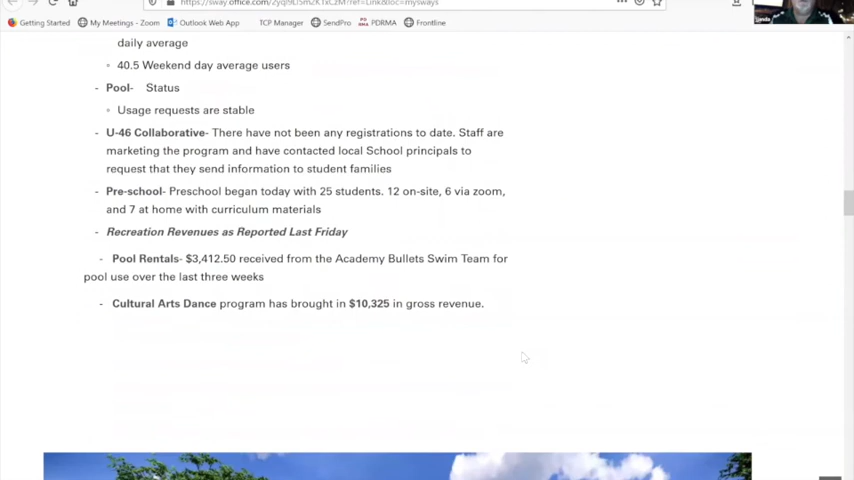 https://sway.office.com/
Getting Started My Meetings - Zoom Outlook Web App TCP Manager SendPro PDRMA Frontline
daily average
◦ 40.5 Weekend day average users
- Pool- Status
◦ Usage requests are stable
- U-46 Collaborative- There have not been any registrations to date. Staff are
marketing the program and have contacted local School principals to
request that they send information to student families
- Pre-school- Preschool began today with 25 students. 12 on-site, 6 via zoom,
and 7 at home with curriculum materials
- Recreation Revenues as Reported Last Friday
- Pool Rentals- $3,412.50 received from the Academy Bullets Swim Team for
pool use over the last three weeks
- Cultural Arts Dance program has brought in $10,325 in gross revenue.